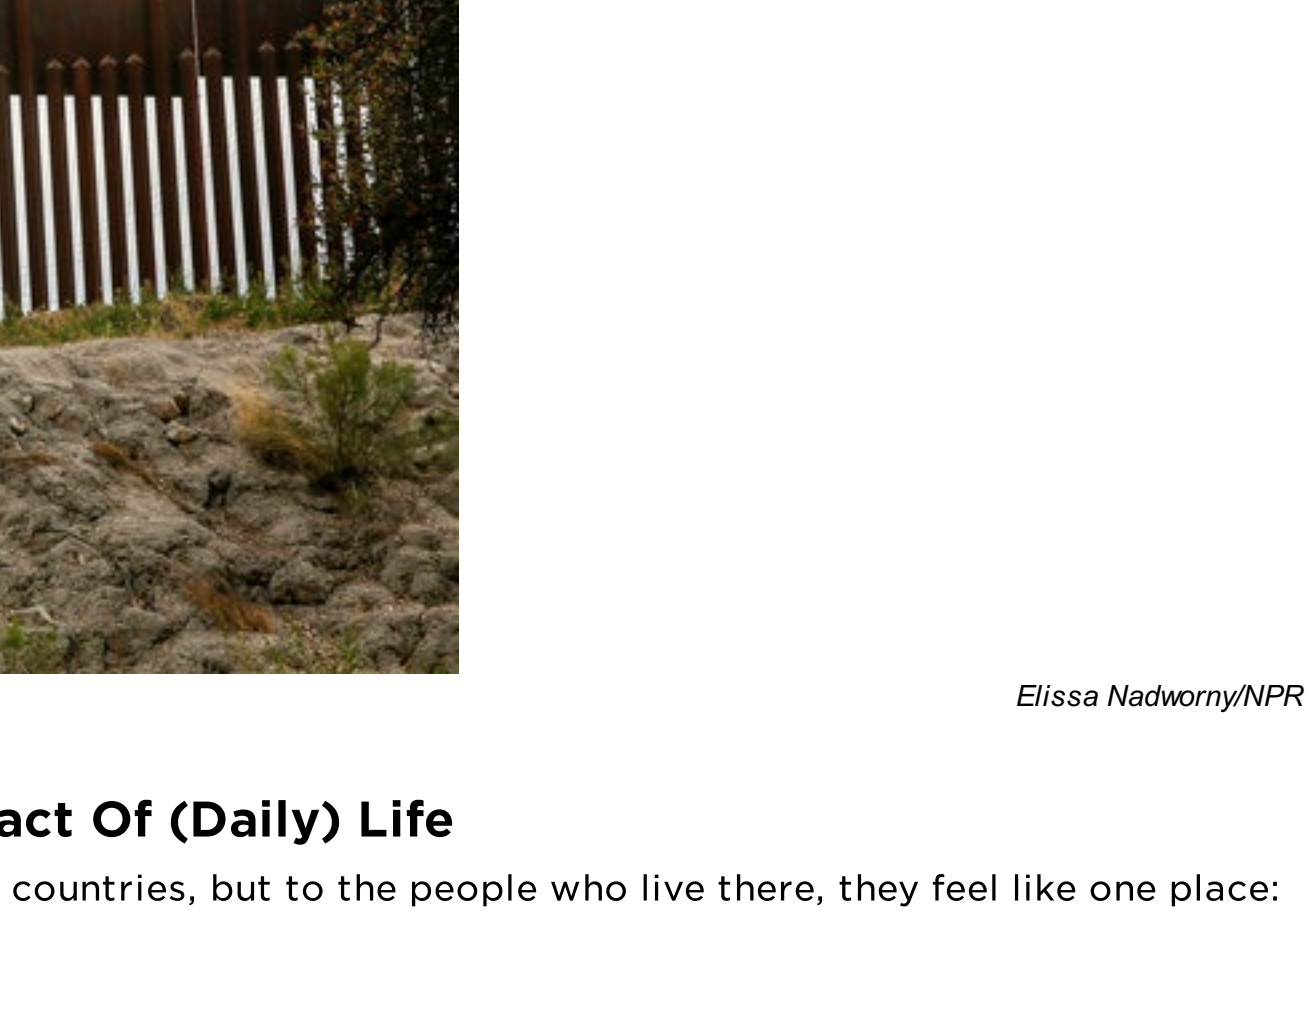 Elissa Nadworny/NPR
act Of (Daily) Life
countries, but to the people who live there, they feel like one place: